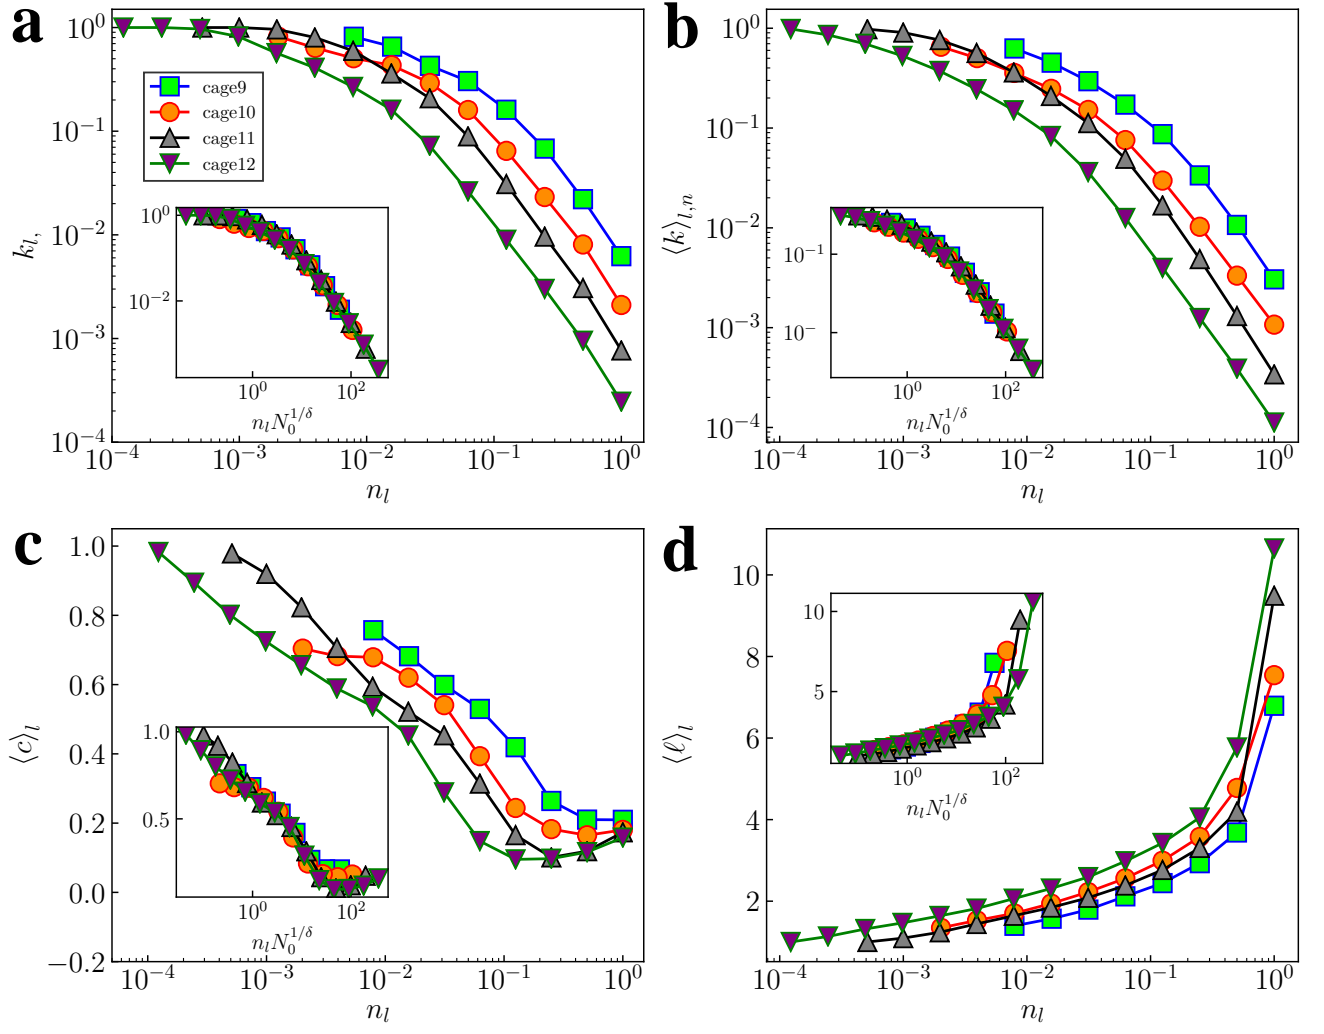 a
10^0
10^{-1}
10^{-2}
10^{-3}
10^{-4}
k_{l,}
cage9
cage10
cage11
cage12
10^0
10^{-2}
10^0 10^2
n_l N_0^{1/δ}
10^{-4} 10^{-3} 10^{-2} 10^{-1} 10^0
n_l
b
10^0
10^{-1}
10^{-2}
10^{-3}
10^{-4}
⟨k⟩_{l,n}
10^{-1}
10^{-}
10^0 10^2
n_l N_0^{1/δ}
10^{-4} 10^{-3} 10^{-2} 10^{-1} 10^0
n_l
c
1.0
0.8
0.6
0.4
0.2
0.0
−0.2
⟨c⟩_l
1.0
0.5
10^0 10^2
n_l N_0^{1/δ}
10^{-4} 10^{-3} 10^{-2} 10^{-1} 10^0
n_l
d
10
8
6
4
2
⟨ℓ⟩_l
10
5
10^0 10^2
n_l N_0^{1/δ}
10^{-4} 10^{-3} 10^{-2} 10^{-1} 10^0
n_l